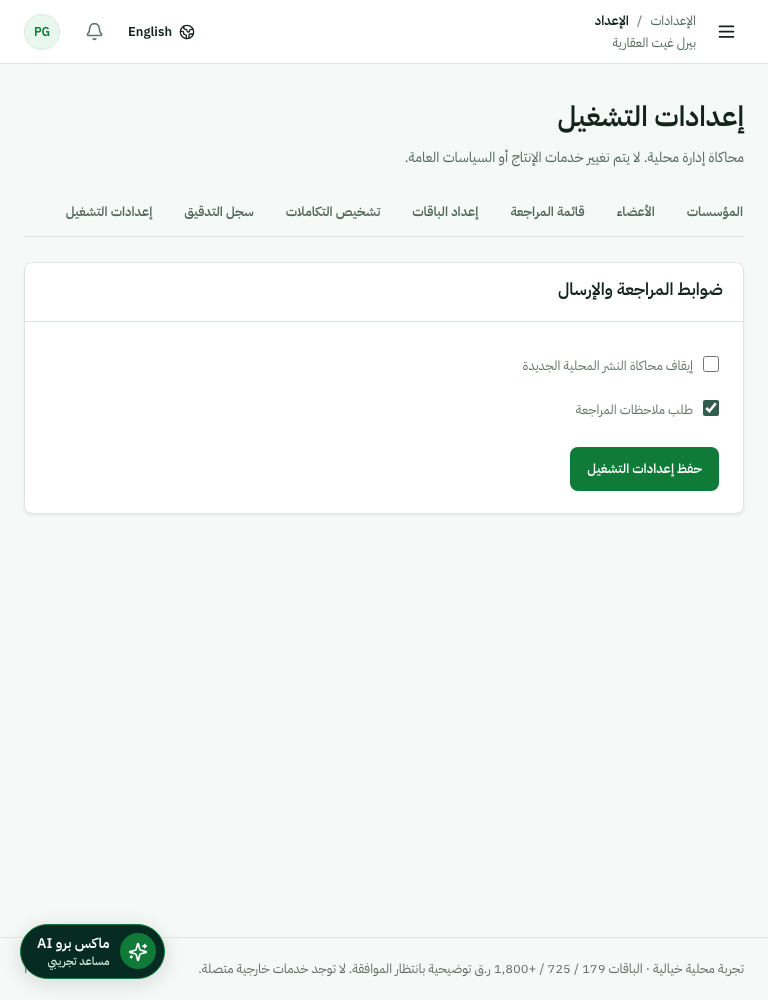 الإعدادات / الإعداد
بيرل غيت العقارية
English
PG
إعدادات التشغيل
محاكاة إدارة محلية. لا يتم تغيير خدمات الإنتاج أو السياسات العامة.
المؤسسات الأعضاء قائمة المراجعة إعداد الباقات تشخيص التكاملات سجل التدقيق إعدادات التشغيل
ضوابط المراجعة والإرسال
إيقاف محاكاة النشر المحلية الجديدة
طلب ملاحظات المراجعة
حفظ إعدادات التشغيل
تجربة محلية خيالية · الباقات 179 / 725 / +1,800 ر.ق توضيحية بانتظار الموافقة. لا توجد خدمات خارجية متصلة.
ماكس برو AI
مساعد تجريبي